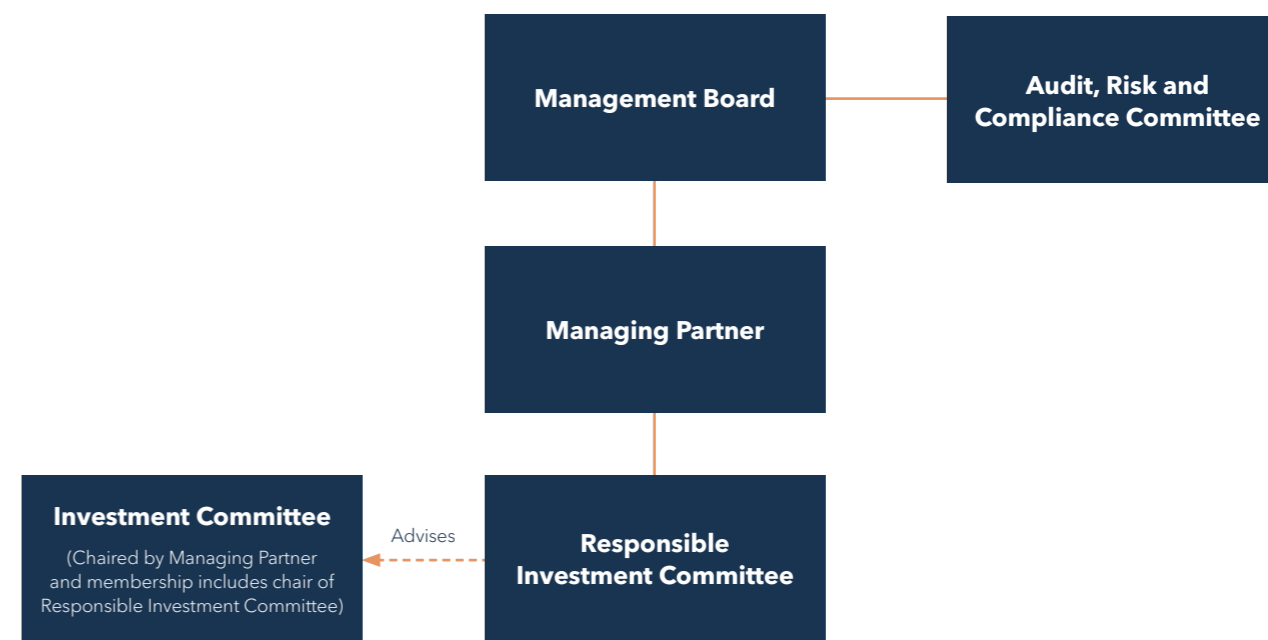 Management Board
Audit, Risk and
Compliance Committee
Managing Partner
Investment Committee
(Chaired by Managing Partner
and membership includes chair of
Responsible Investment Committee)
Advises
Responsible
Investment Committee